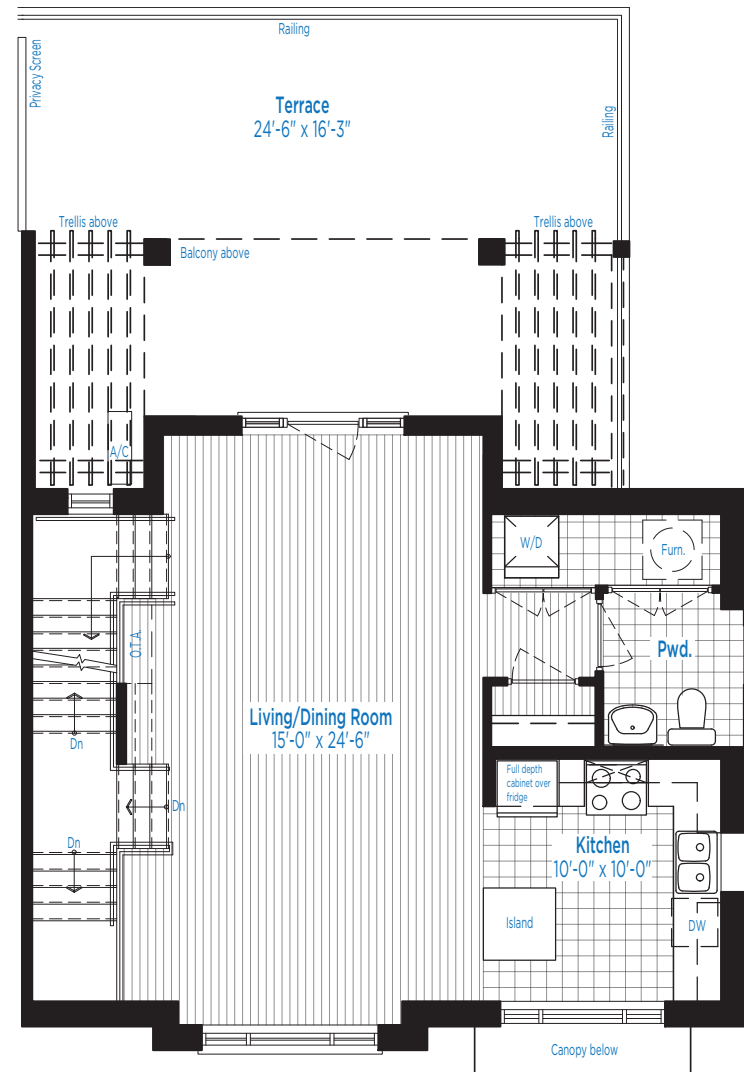 Railing
Privacy Screen
Terrace
24'-6" x 16'-3"
Railing
Trellis above
Trellis above
Balcony above
A/C
W/D
Furn.
O.T.A.
Pwd.
Living/Dining Room
15'-0" x 24'-6"
Dn
Full depth
cabinet over
fridge
Dn
Dn
Kitchen
10'-0" x 10'-0"
Island
DW
Canopy below